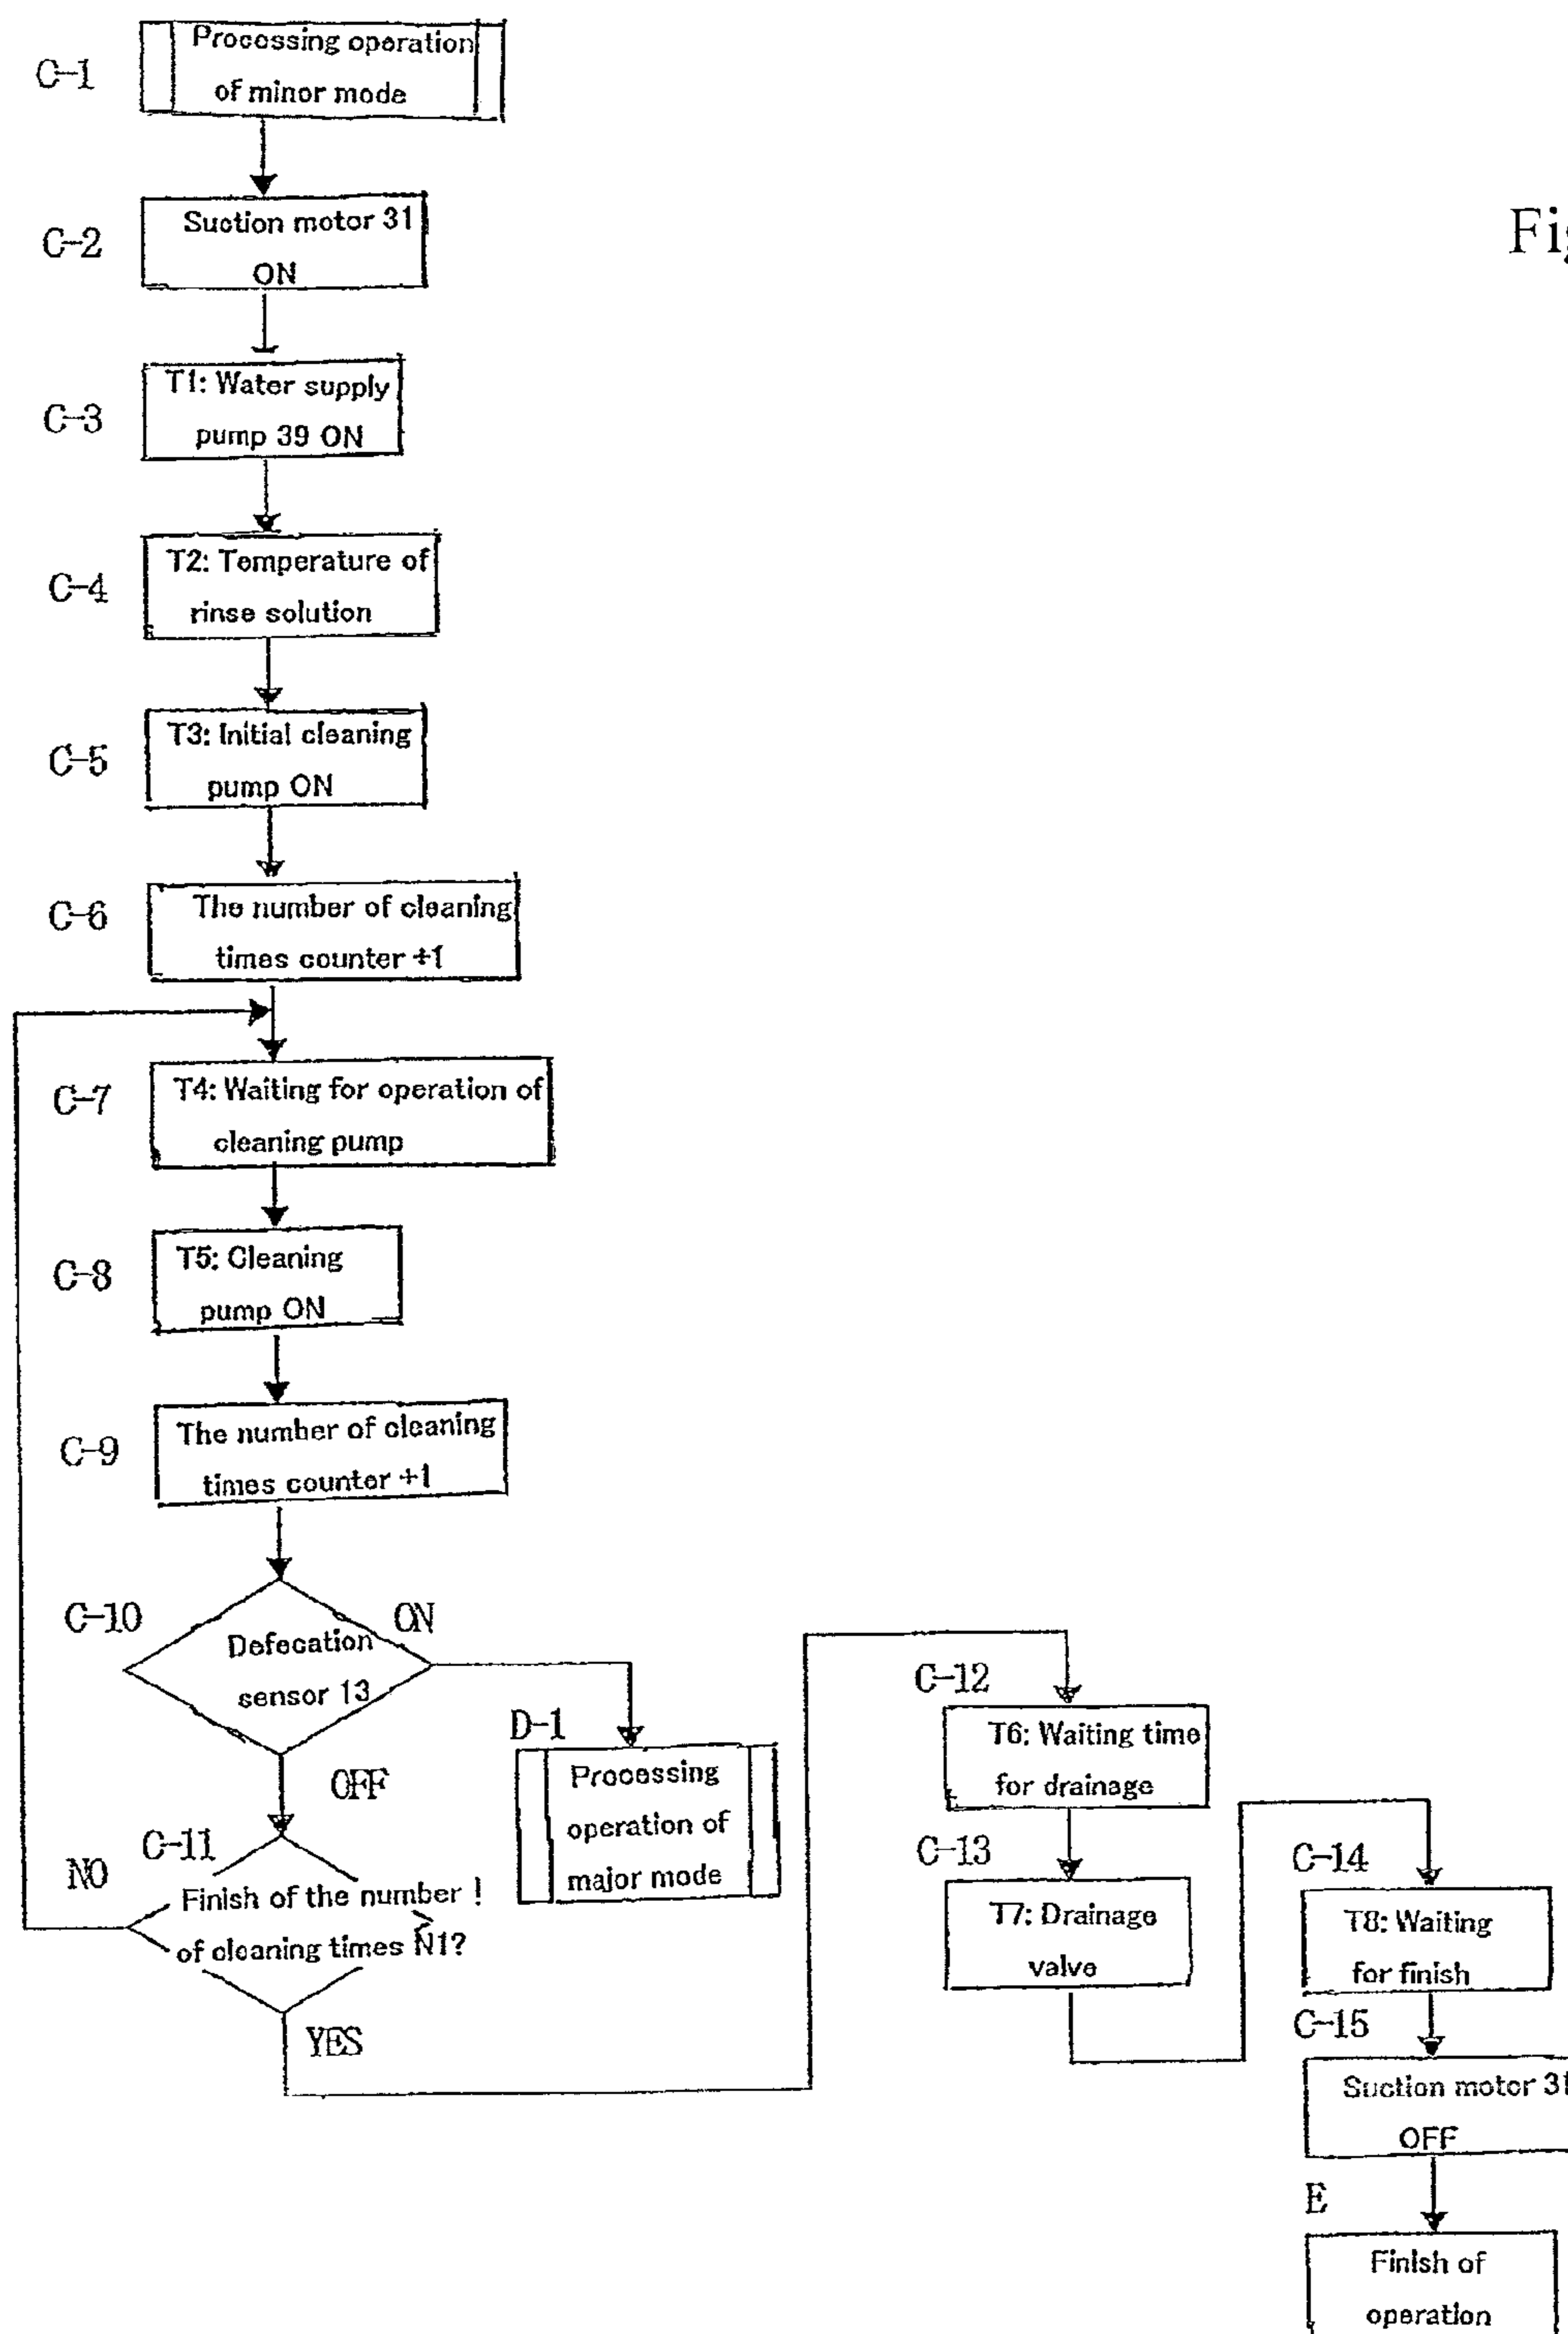 C-1
Processing operation
of minor mode
C-2
Suction motor 31
ON
C-3
T1: Water supply
pump 39 ON
C-4
T2: Temperature of
rinse solution
C-5
T3: Initial cleaning
pump ON
C-6
The number of cleaning
times counter +1
C-7
T4: Waiting for operation of
cleaning pump
C-8
T5: Cleaning
pump ON
C-9
The number of cleaning
times counter +1
C-10
Defecation
sensor 13
ON
OFF
D-1
Processing
operation of
major mode
C-11
Finish of the number
of cleaning times N1?
NO
YES
C-12
T6: Waiting time
for drainage
C-13
T7: Drainage
valve
C-14
T8: Waiting
for finish
C-15
Suction motor 31
OFF
E
Finish of
operation